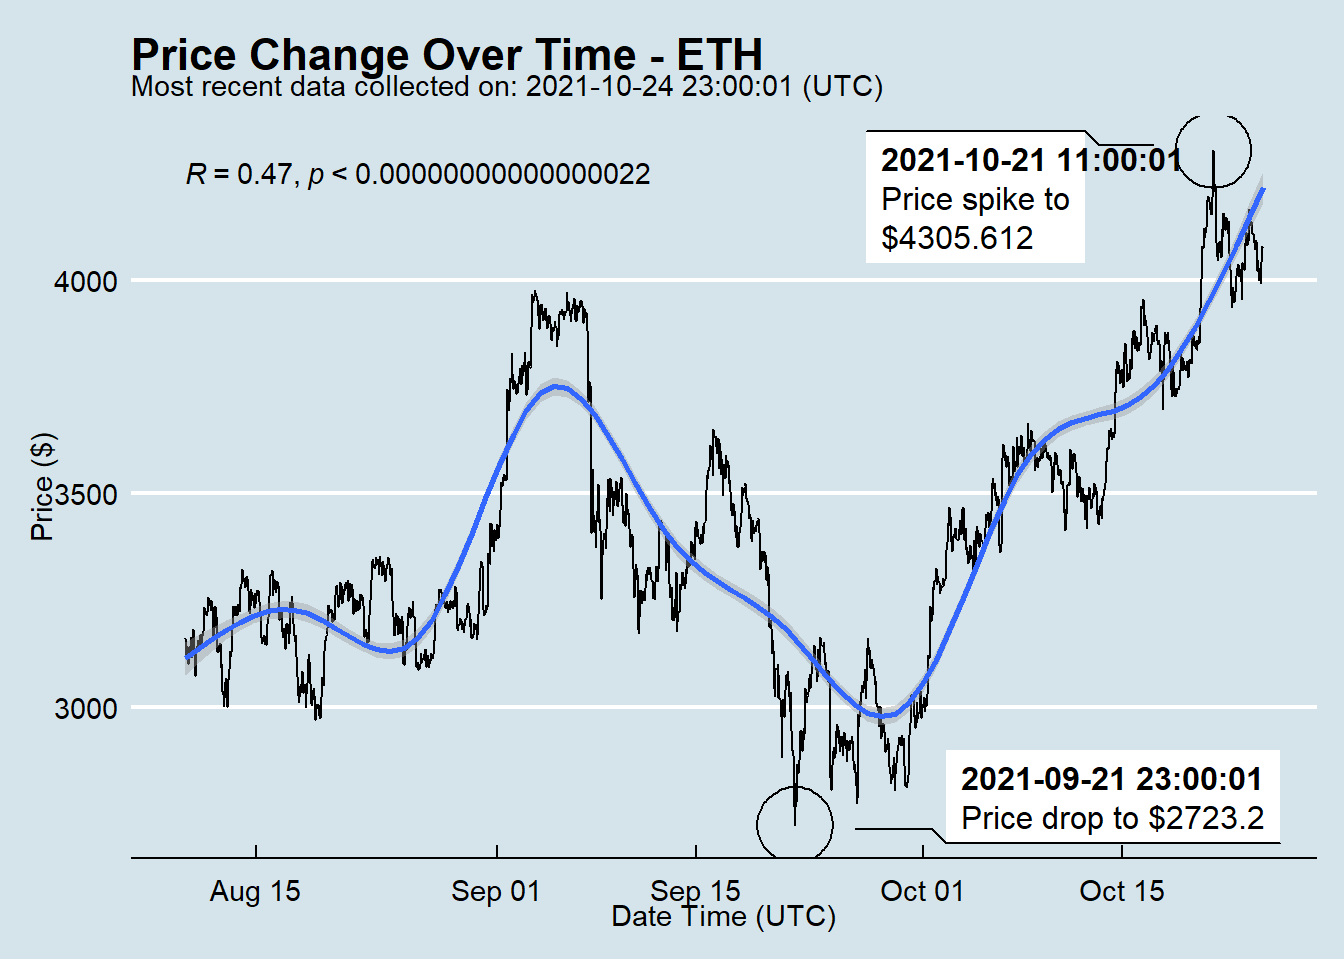 Price Change Over Time - ETH
Most recent data collected on: 2021-10-24 23:00:01 (UTC)
R = 0.47, p < 0.00000000000000022
2021-10-21 11:00:01
Price spike to
$4305.612
4000
3500
3000
Price ($)
2021-09-21 23:00:01
Price drop to $2723.2
Aug 15
Sep 01
Sep 15
Oct 01
Oct 15
Date Time (UTC)